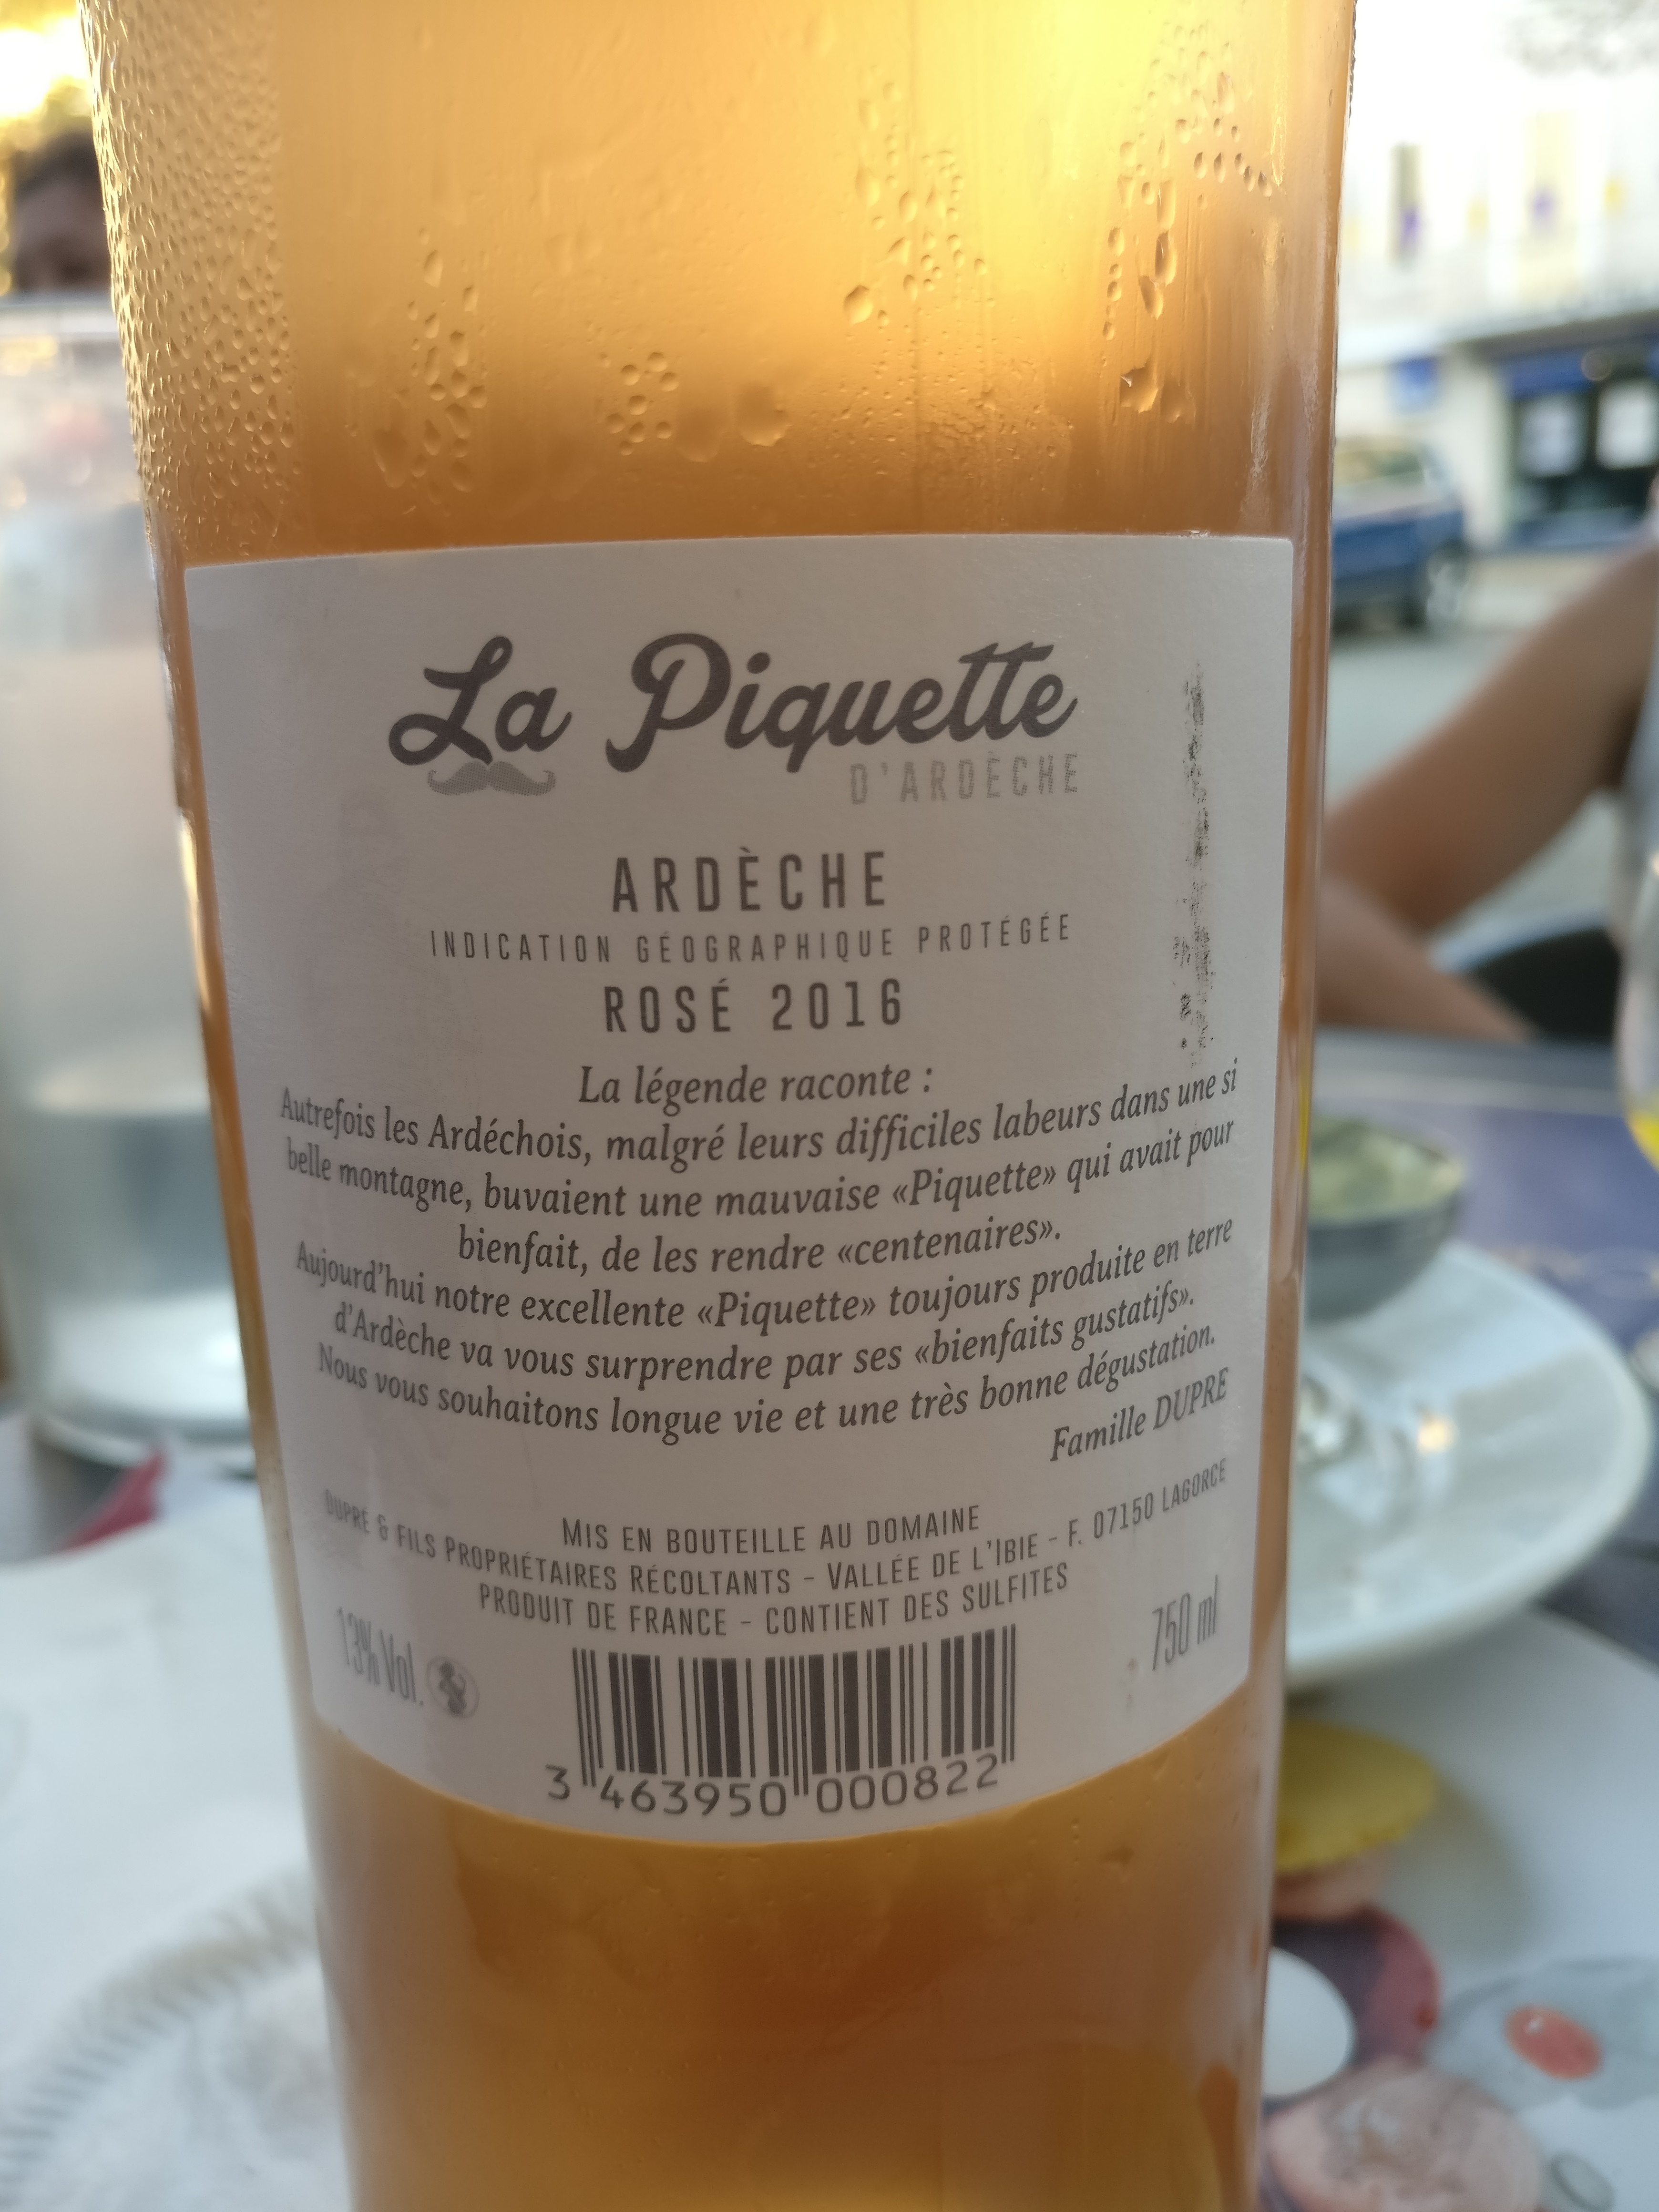 La Piquette
D'ARDÈCHE
ARDÈCHE
INDICATION GÉOGRAPHIQUE PROTÉGÉE
ROSÉ 2016
La légende raconte :
Autrefois les Ardéchois, malgré leurs difficiles labeurs dans une si
belle montagne, buvaient une mauvaise «Piquette» qui avait pour
bienfait, de les rendre «centenaires».
Aujourd'hui notre excellente «Piquette» toujours produite en terre
d'Ardèche va vous surprendre par ses «bienfaits gustatifs».
Nous vous souhaitons longue vie et une très bonne dégustation.
Famille DUPRE
MIS EN BOUTEILLE AU DOMAINE
DUPRÉ & FILS PROPRIÉTAIRES RÉCOLTANTS - VALLÉE DE L'IBIE - F. 07150 LAGORCE
PRODUIT DE FRANCE - CONTIENT DES SULFITES
13% Vol.
750 ml
3 463950 000822